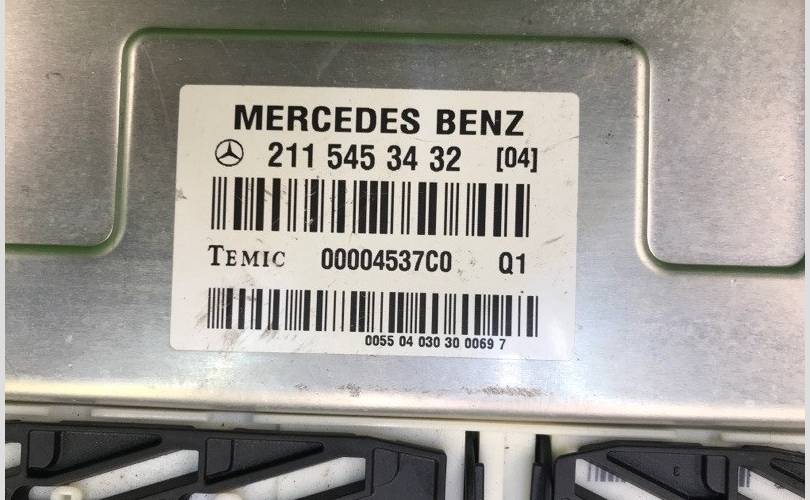 MERCEDES BENZ
211 545 34 32 [04]
TEMIC 00004537C0 Q1
0055 04 030 30 0069 7